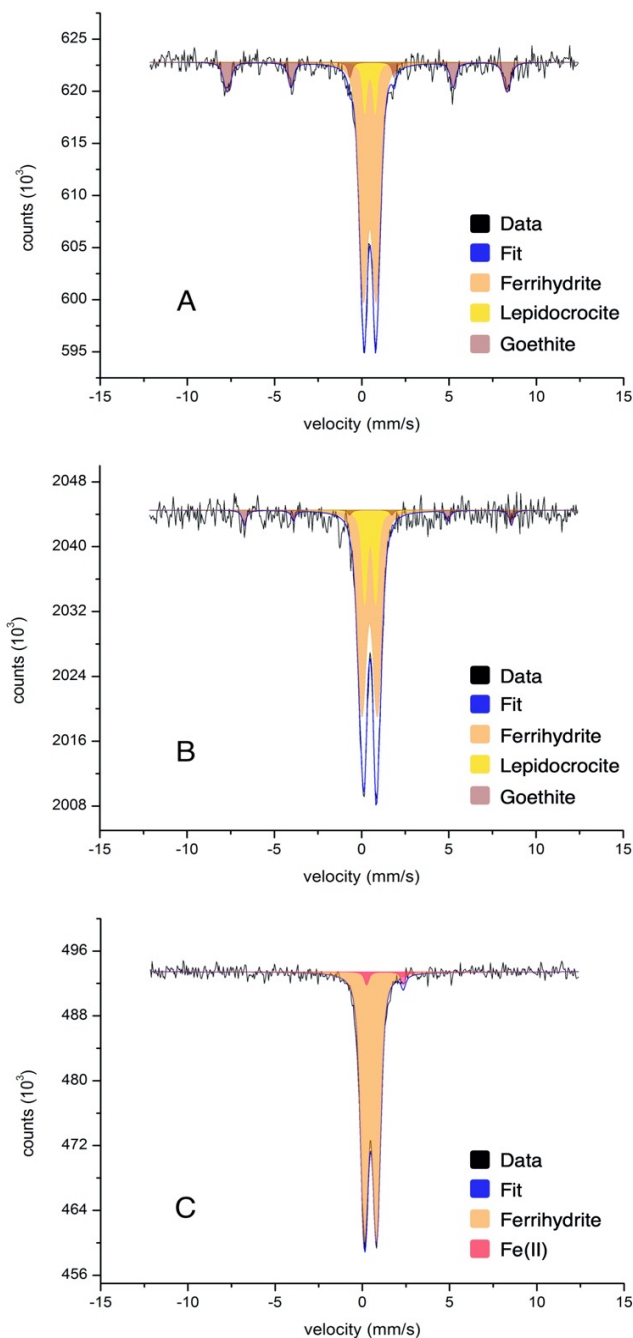 625
620
615
610
605
600
595
counts (10³)
A
Data
Fit
Ferrihydrite
Lepidocrocite
Goethite
-15 -10 -5 0 5 10 15
velocity (mm/s)
2048
2040
2032
2024
2016
2008
counts (10³)
B
Data
Fit
Ferrihydrite
Lepidocrocite
Goethite
-15 -10 -5 0 5 10 15
velocity (mm/s)
496
488
480
472
464
456
counts (10³)
C
Data
Fit
Ferrihydrite
Fe(II)
-15 -10 -5 0 5 10 15
velocity (mm/s)